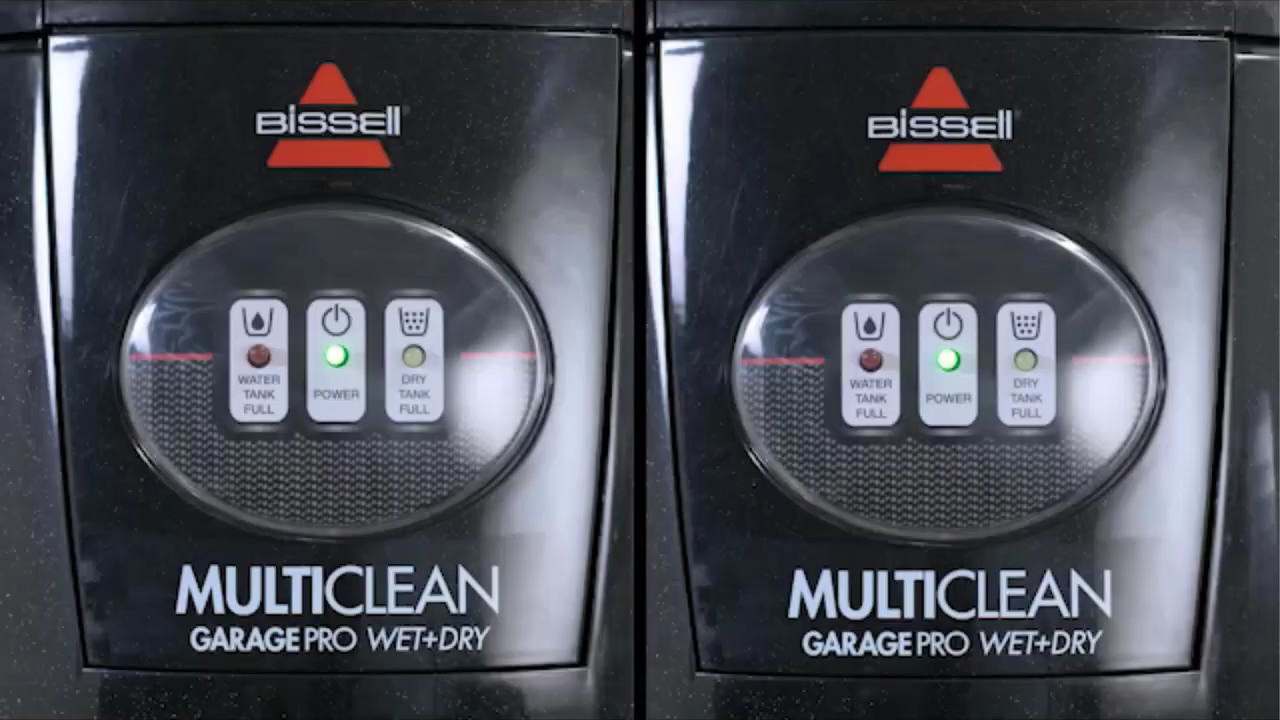 BISSELL®
WATER
TANK
FULL
POWER
DRY
TANK
FULL
MULTICLEAN
GARAGE PRO WET+DRY
BISSELL®
WATER
TANK
FULL
POWER
DRY
TANK
FULL
MULTICLEAN
GARAGE PRO WET+DRY